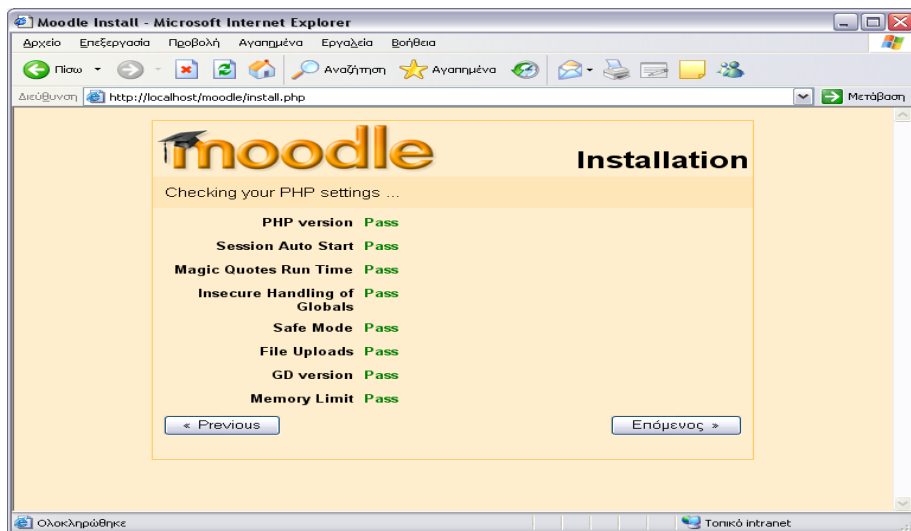 Moodle Install - Microsoft Internet Explorer
Αρχείο Επεξεργασία Προβολή Αγαπημένα Εργαλεία Βοήθεια
Πίσω Αναζήτηση Αγαπημένα
Διεύθυνση http://localhost/moodle/install.php Μετάβαση
moodle Installation
Checking your PHP settings ...
PHP version Pass
Session Auto Start Pass
Magic Quotes Run Time Pass
Insecure Handling of Pass
Globals
Safe Mode Pass
File Uploads Pass
GD version Pass
Memory Limit Pass
« Previous Επόμενος »
Ολοκληρώθηκε Τοπικό intranet